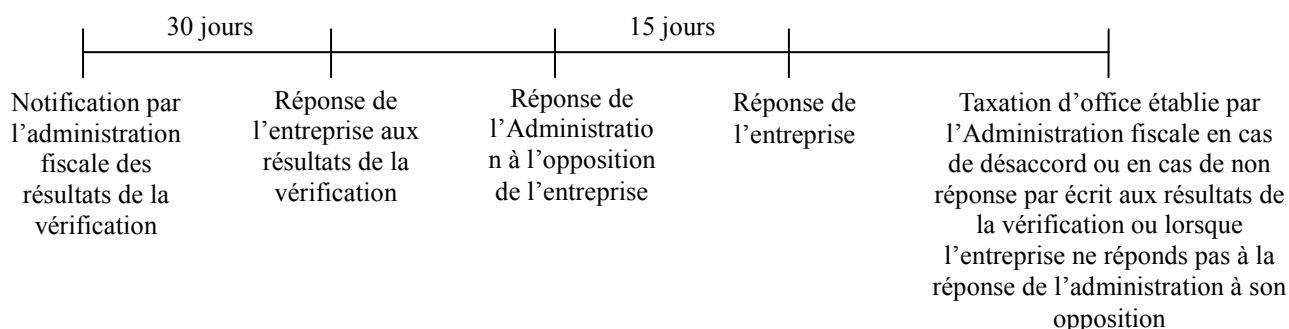 30 jours
15 jours
Notification par
l'administration
fiscale des
résultats de la
vérification
Réponse de
l'entreprise aux
résultats de la
vérification
Réponse de
l'Administratio
n à l'opposition
de l'entreprise
Réponse de
l'entreprise
Taxation d'office établie par
l'Administration fiscale en cas
de désaccord ou en cas de non
réponse par écrit aux résultats de
la vérification ou lorsque
l'entreprise ne réponds pas à la
réponse de l'administration à son
opposition